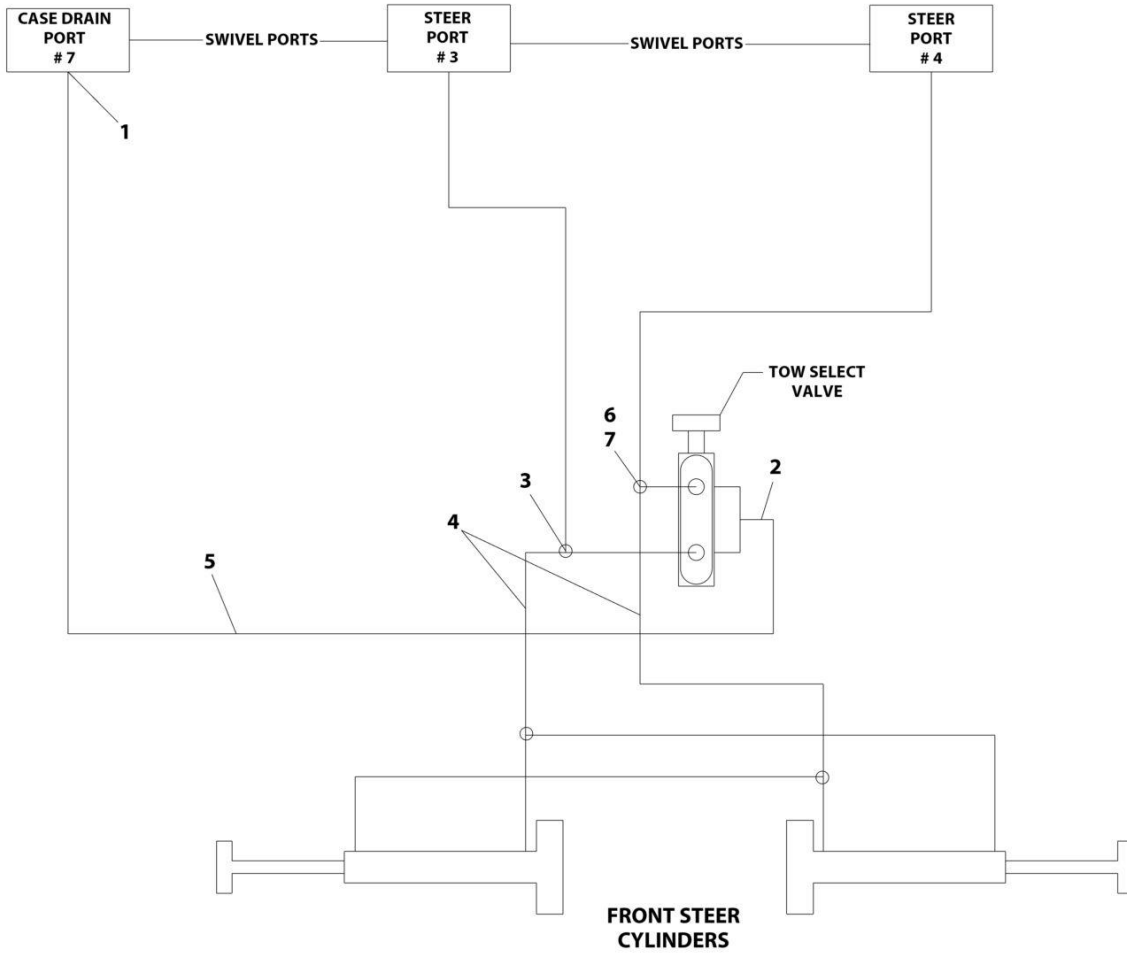 CASE DRAIN
PORT
# 7
SWIVEL PORTS
STEER
PORT
# 3
SWIVEL PORTS
STEER
PORT
# 4
1
TOW SELECT
VALVE
6
7
2
3
4
5
FRONT STEER
CYLINDERS